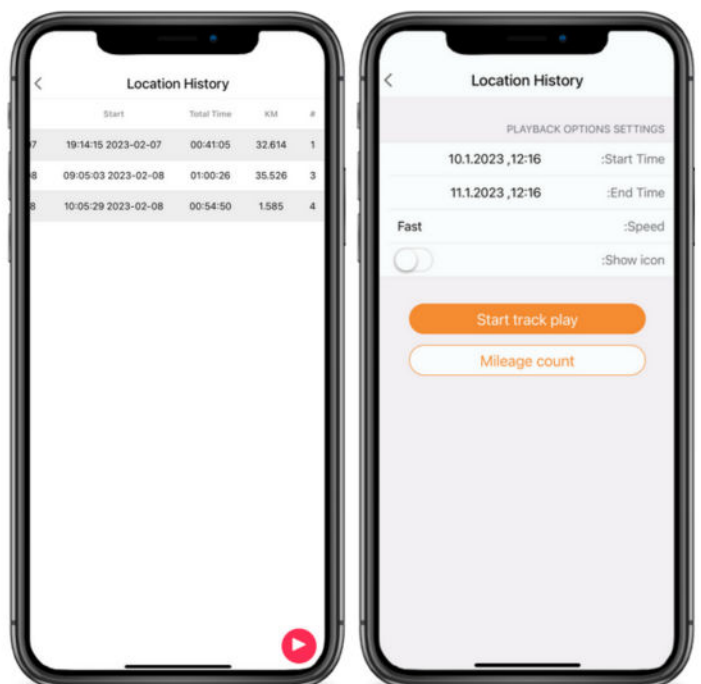 Location History
Start Total Time KM #
7 19:14:15 2023-02-07 00:41:05 32.614 1
8 09:05:03 2023-02-08 01:00:26 35.526 3
8 10:05:29 2023-02-08 00:54:50 1.585 4
Location History
PLAYBACK OPTIONS SETTINGS
10.1.2023 ,12:16 :Start Time
11.1.2023 ,12:16 :End Time
Fast :Speed
:Show icon
Start track play
Mileage count